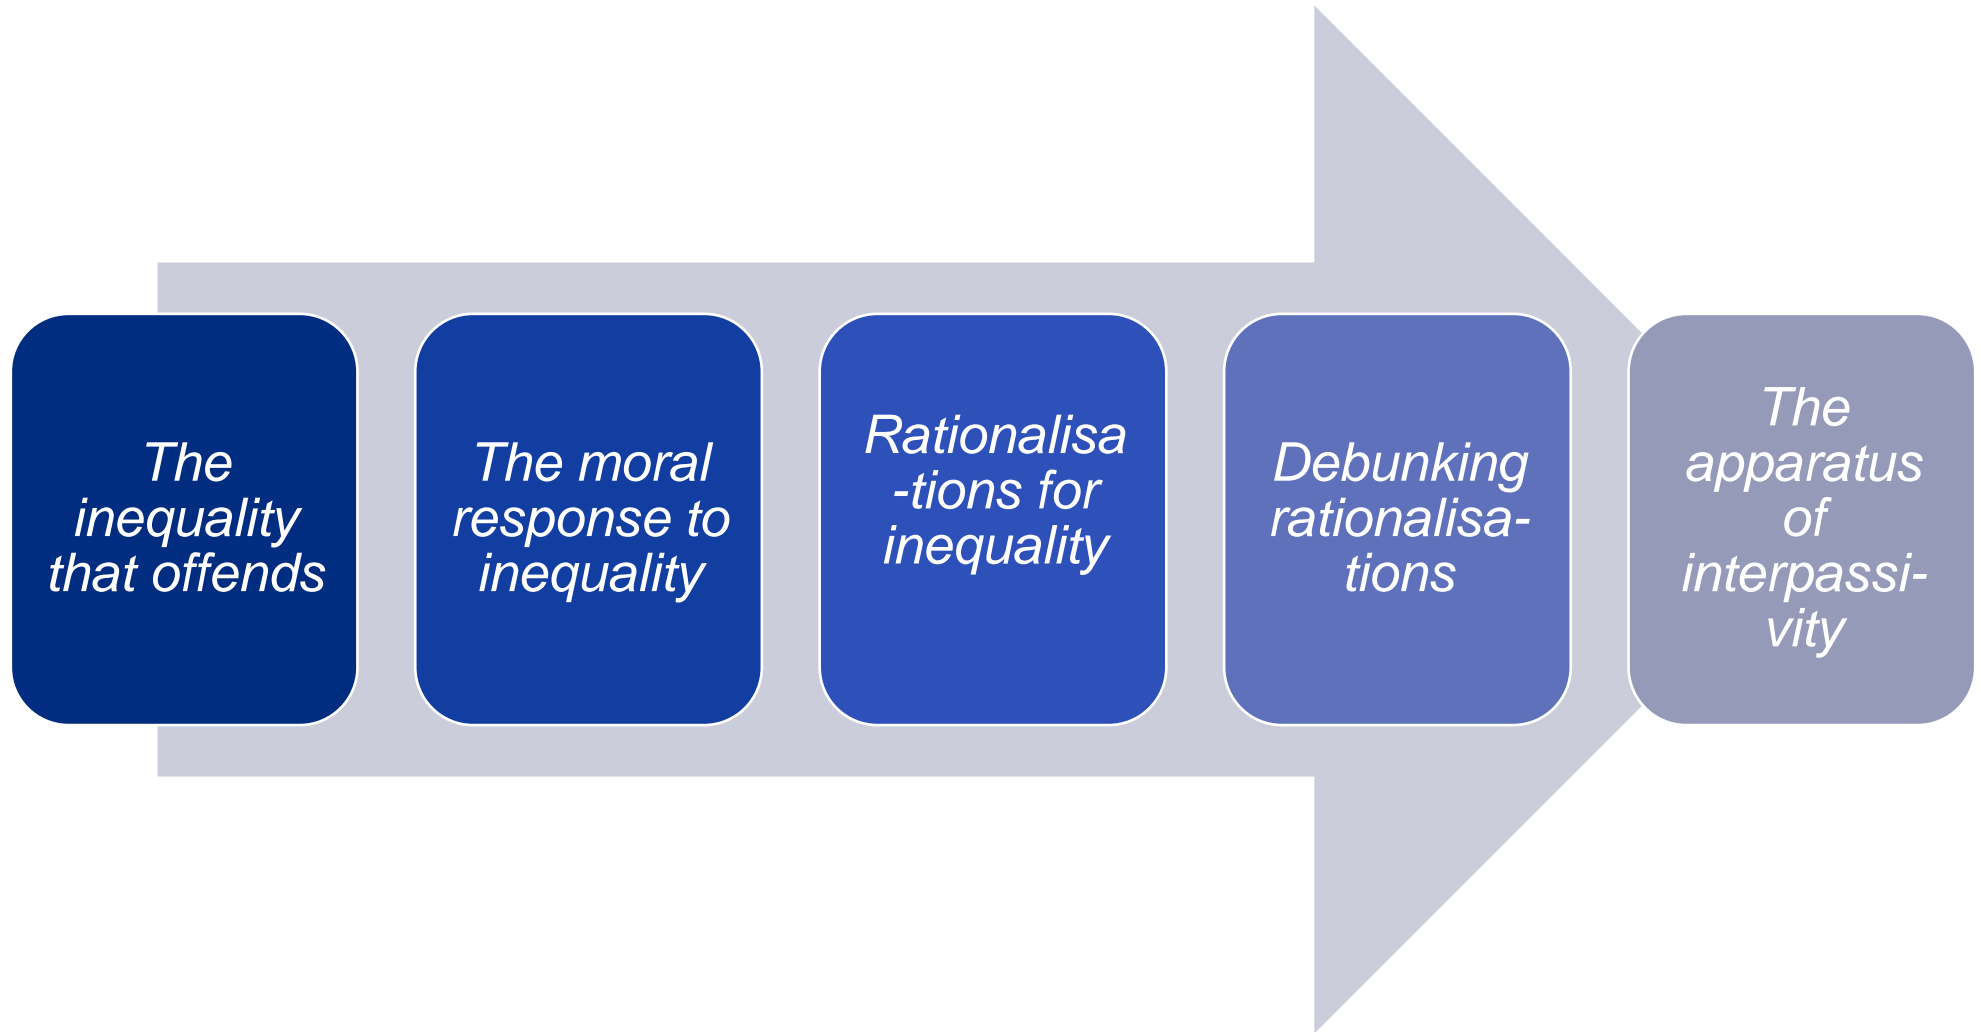 The
inequality
that offends
The moral
response to
inequality
Rationalisa
-tions for
inequality
Debunking
rationalisa-
tions
The
apparatus
of
interpassi-
vity